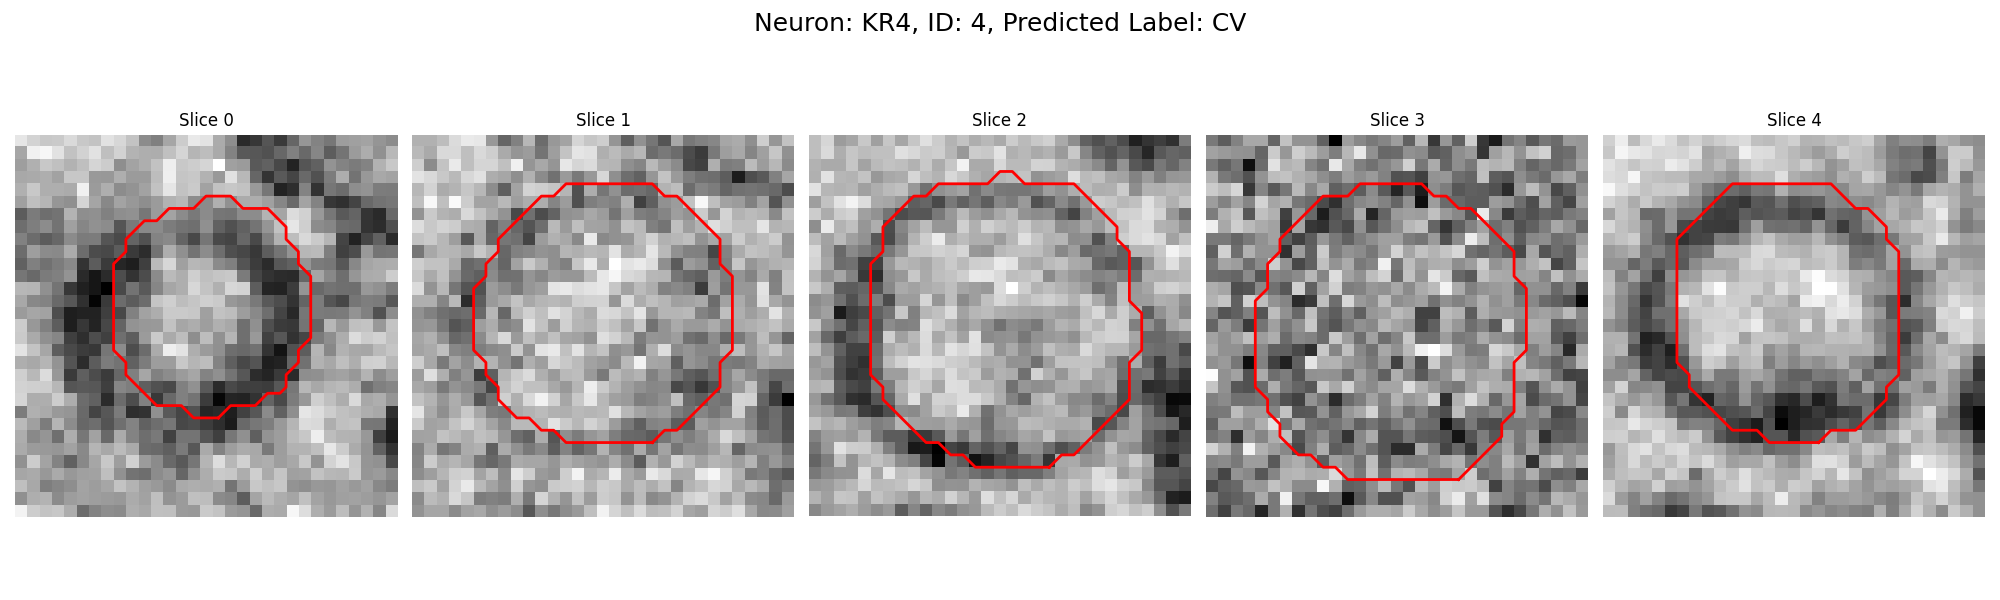 Neuron: KR4, ID: 4, Predicted Label: CV
Slice 0
Slice 1
Slice 2
Slice 3
Slice 4